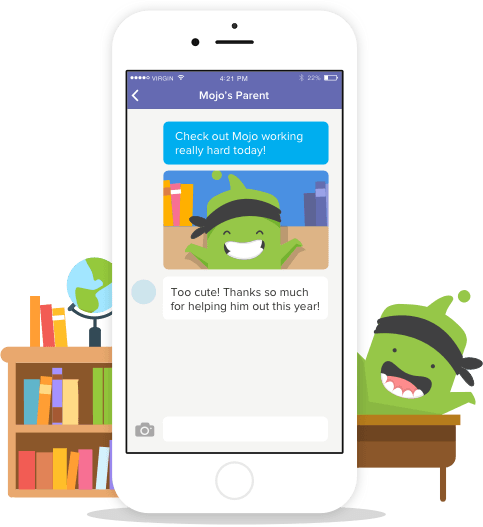 VIRGIN 4:21 PM 22%
Mojo's Parent
Check out Mojo working
really hard today!
Too cute! Thanks so much
for helping him out this year!